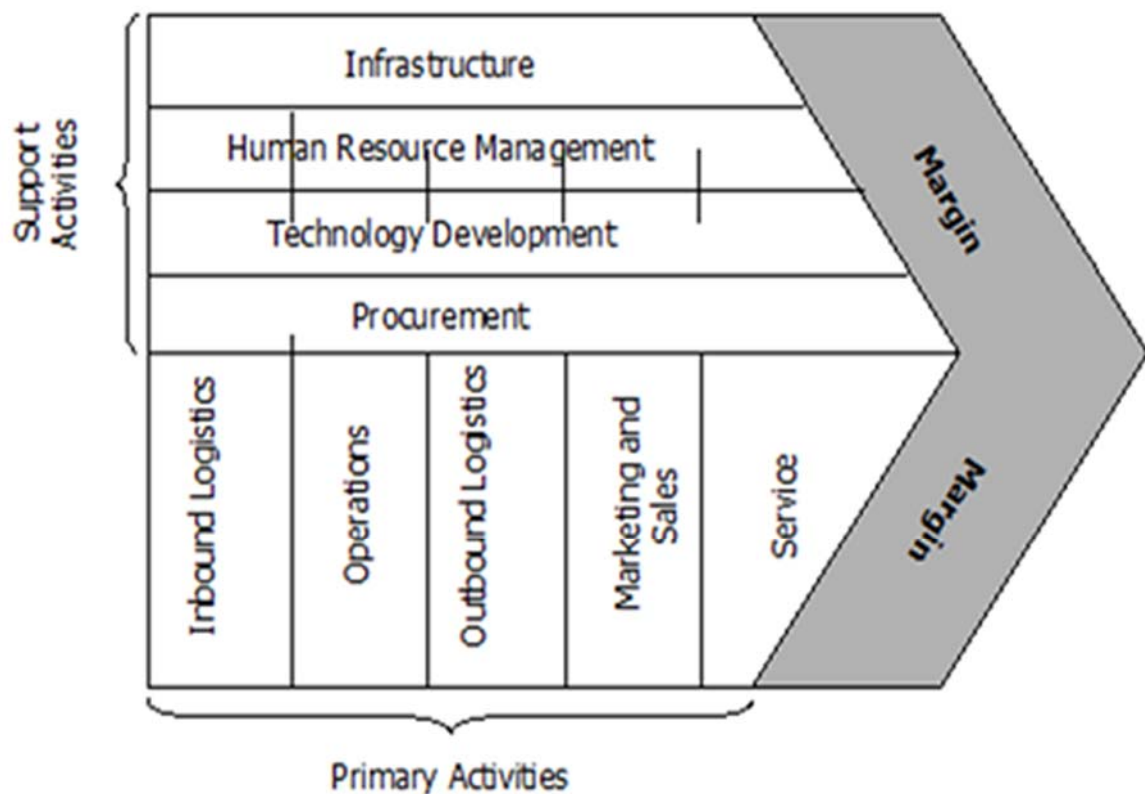 Infrastructure
Human Resource Management
Technology Development
Procurement
Support
Activities
Inbound Logistics
Operations
Outbound Logistics
Marketing and
Sales
Service
Margin
Margin
Primary Activities